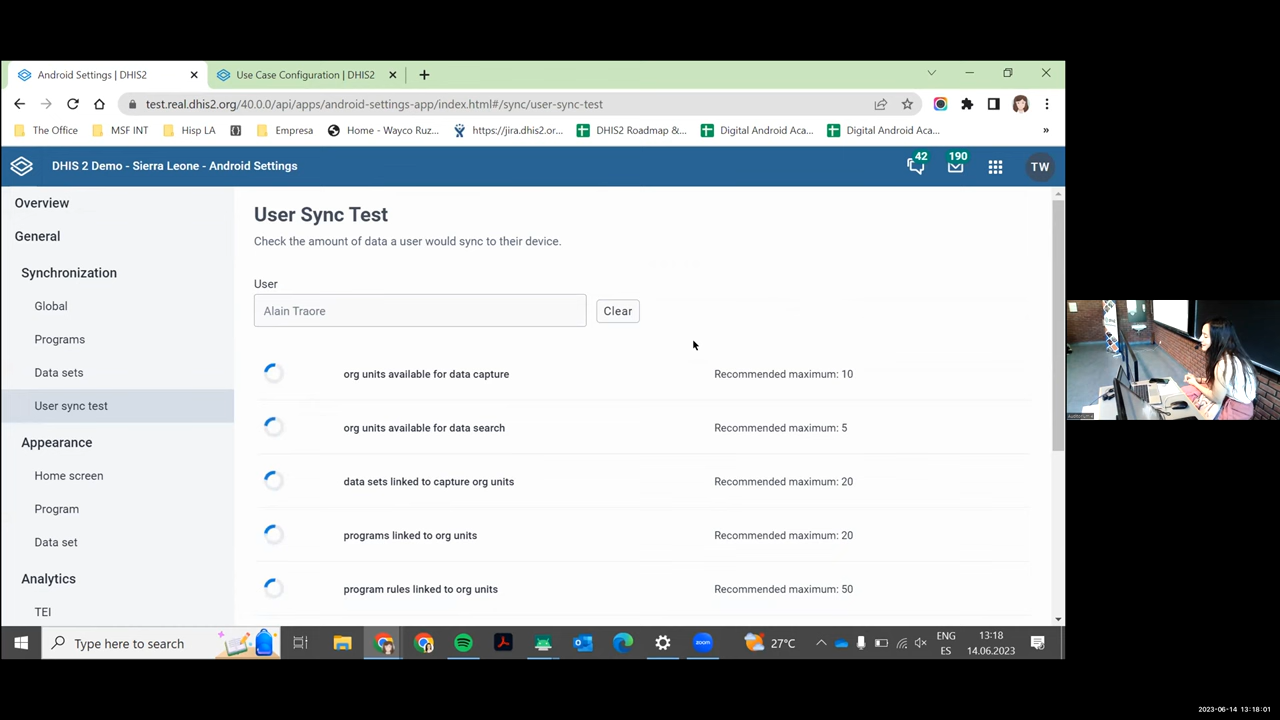 Android Settings | DHIS2
Use Case Configuration | DHIS2
test.real.dhis2.org/40.0.0/api/apps/android-settings-app/index.html#/sync/user-sync-test
The Office
MSF INT
Hisp LA
Empresa
Home - Wayco Ruz...
https://jira.dhis2.or...
DHIS2 Roadmap &...
Digital Android Aca...
Digital Android Aca...
»
DHIS 2 Demo - Sierra Leone - Android Settings
42
190
TW
Overview
General
Synchronization
Global
Programs
Data sets
User sync test
Appearance
Home screen
Program
Data set
Analytics
TEI
User Sync Test
Check the amount of data a user would sync to their device.
User
Alain Traore
Clear
org units available for data capture Recommended maximum: 10
org units available for data search Recommended maximum: 5
data sets linked to capture org units Recommended maximum: 20
programs linked to org units Recommended maximum: 20
program rules linked to org units Recommended maximum: 50
Type here to search
zoom
27°C
ENG
ES
13:18
14.06.2023
2023-06-14 13:18:01